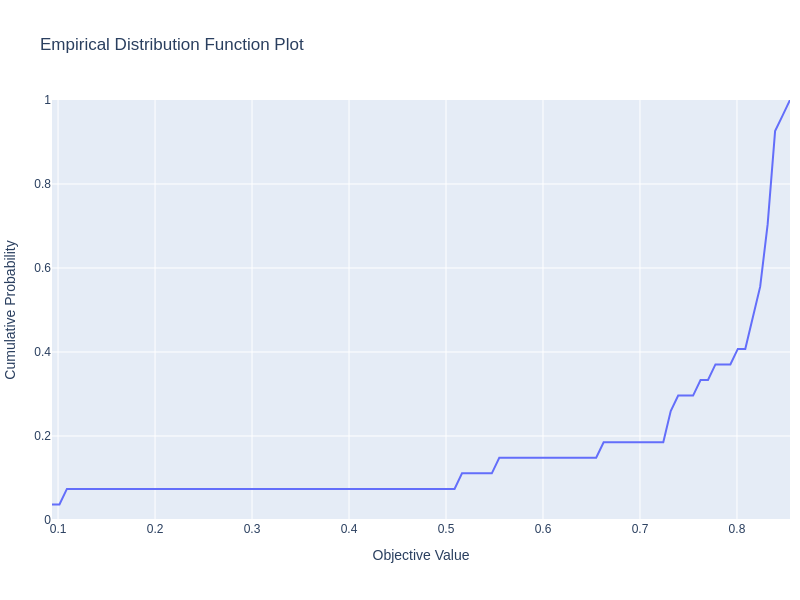 Empirical Distribution Function Plot
1
0.8
0.6
0.4
0.2
0
Cumulative Probability
0.1 0.2 0.3 0.4 0.5 0.6 0.7 0.8
Objective Value